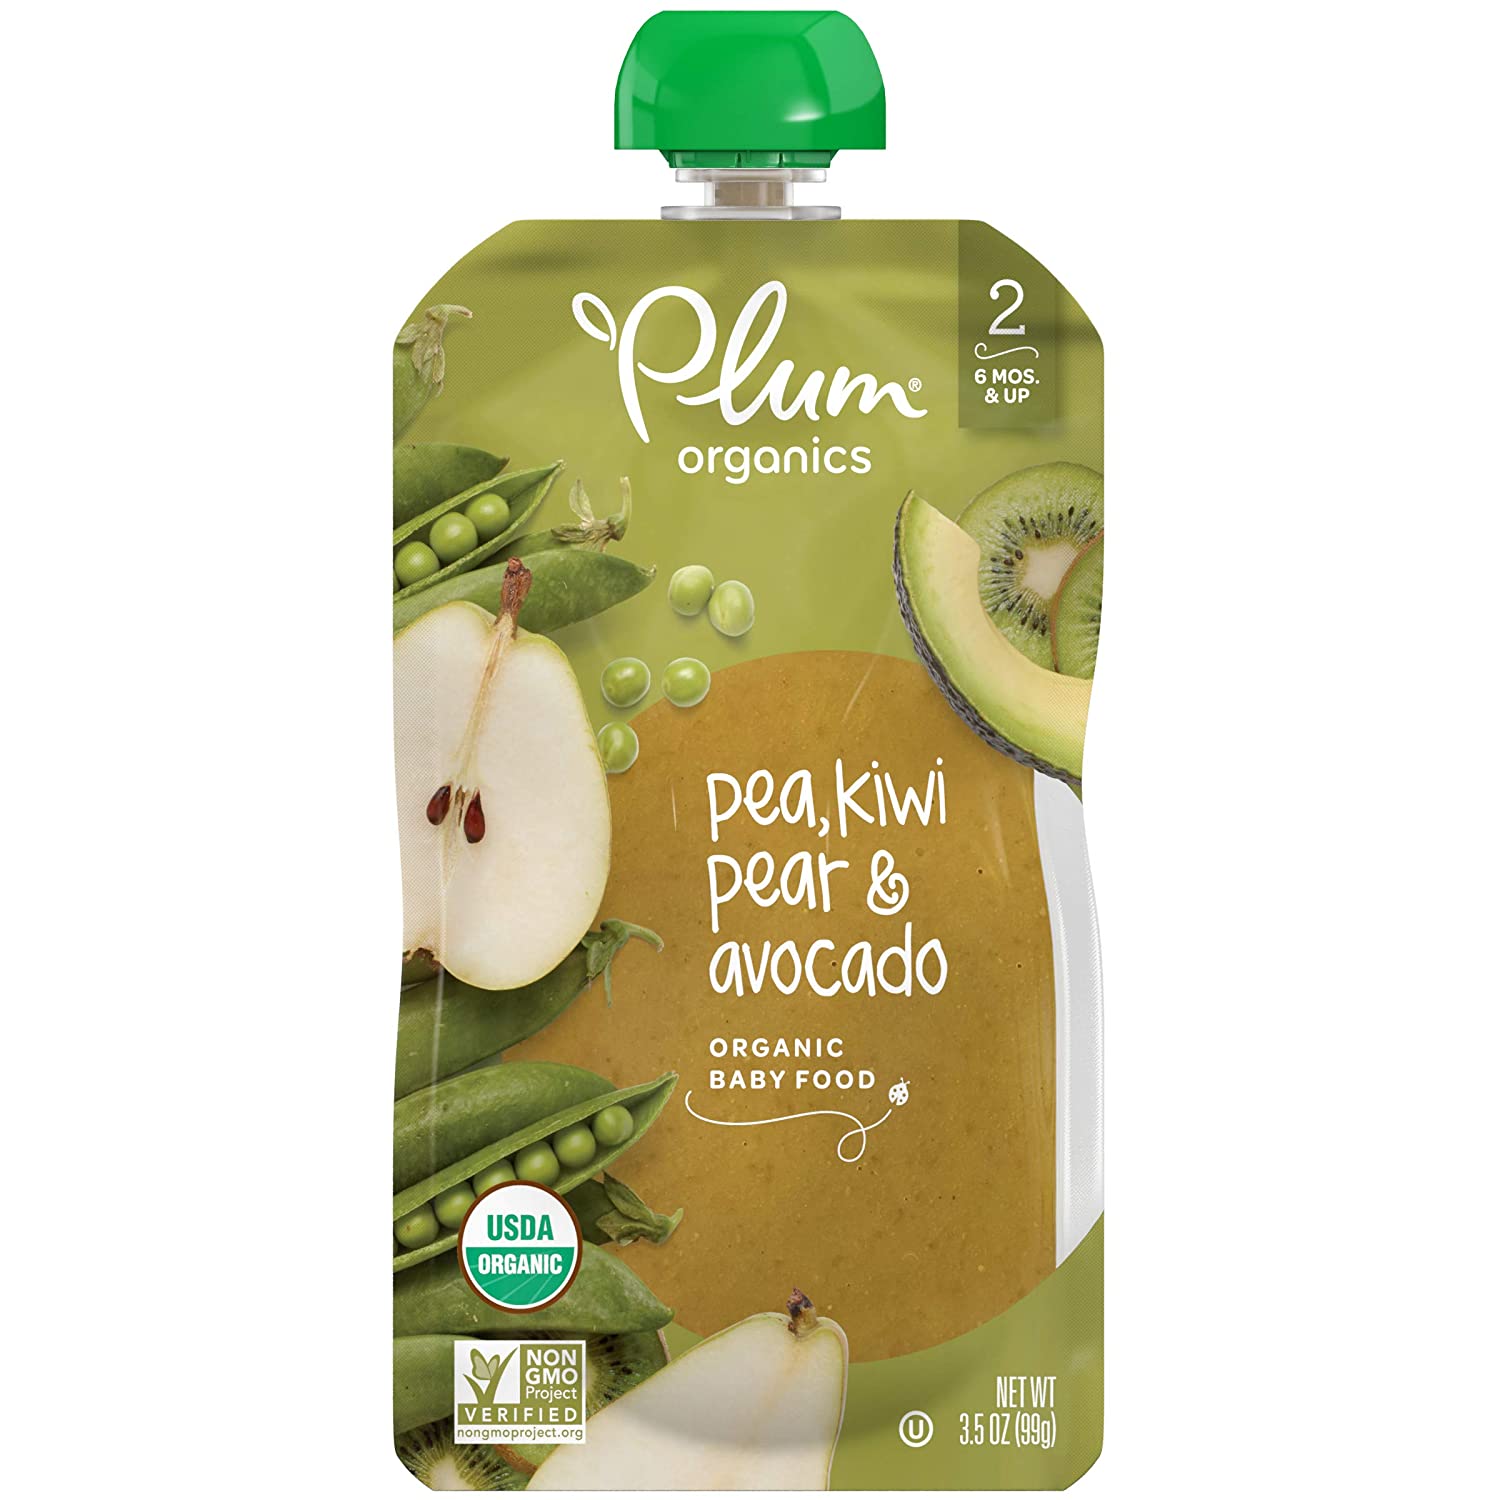 Plum®
organics
2
6 MOS.
& UP
pea, kiwi
pear &
avocado
ORGANIC
BABY FOOD
USDA
ORGANIC
NON
GMO
Project
VERIFIED
nongmoproject.org
U
NET WT
3.5 OZ (99g)